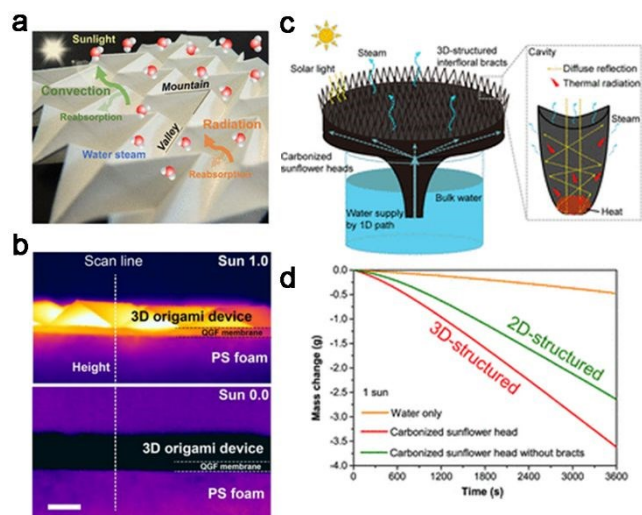 a
Sunlight
Mountain
Convection
Reabsorption
Valley
Radiation
Water steam
Reabsorption
b
Scan line
Sun 1.0
3D origami device
QGF membrane
Height
PS foam
Sun 0.0
3D origami device
QGF membrane
PS foam
c
Steam
3D-structured
interfloral bracts
Solar light
Carbonized
sunflower heads
Water supply
by 1D path
Bulk water
Cavity
Diffuse reflection
Thermal radiation
Steam
Heat
d
Mass change (g)
0.0
-0.5
-1.0
-1.5
-2.0
-2.5
-3.0
-3.5
-4.0
2D-structured
3D-structured
1 sun
Water only
Carbonized sunflower head
Carbonized sunflower head without bracts
0 600 1200 1800 2400 3000 3600
Time (s)